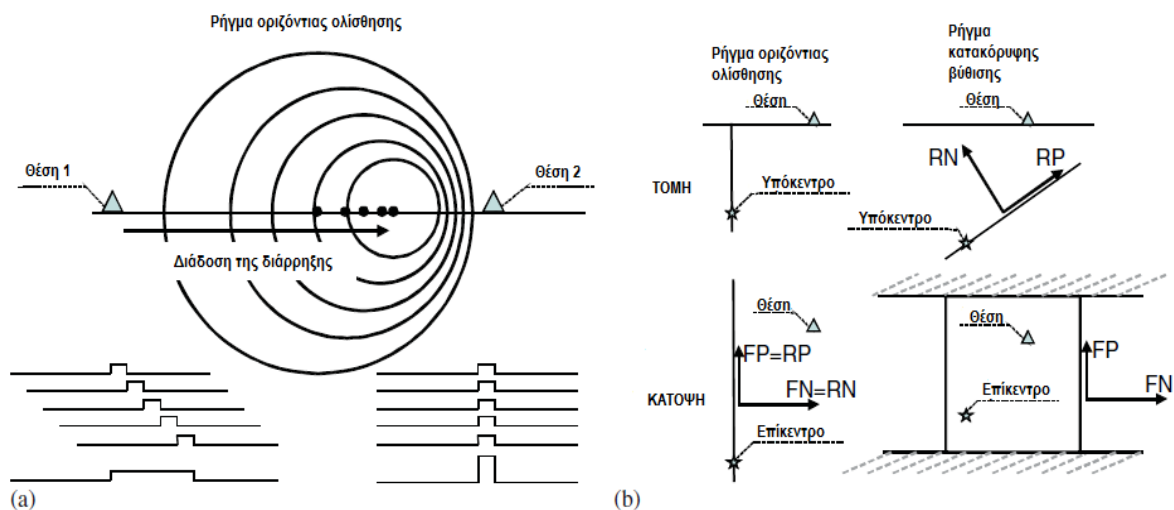 Ρήγμα οριζόντιας ολίσθησης
Θέση 1
Θέση 2
Διάδοση της διάρρηξης
(a)
Ρήγμα οριζόντιας
ολίσθησης
Ρήγμα
κατακόρυφης
βύθισης
Θέση
Θέση
RN
RP
ΤΟΜΗ
Υπόκεντρο
Υπόκεντρο
Θέση
Θέση
FP=RP
FP
FN=RN
FN
ΚΑΤΟΨΗ
Επίκεντρο
Επίκεντρο
(b)